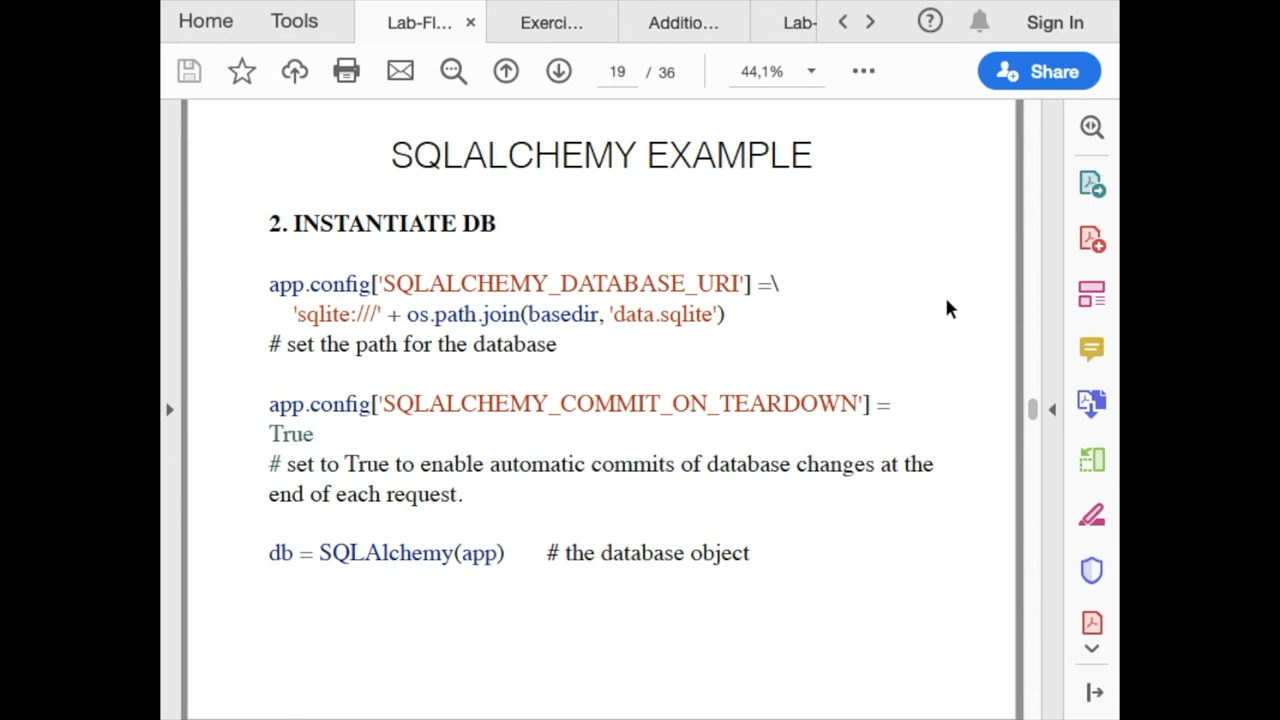 Home Tools Lab-Fl... × Exerci... Additio... Lab- Sign In
19 / 36 44,1% Share
SQLALCHEMY EXAMPLE
2. INSTANTIATE DB
app.config['SQLALCHEMY_DATABASE_URI'] =\
'sqlite:///' + os.path.join(basedir, 'data.sqlite')
# set the path for the database
app.config['SQLALCHEMY_COMMIT_ON_TEARDOWN'] =
True
# set to True to enable automatic commits of database changes at the
end of each request.
db = SQLAlchemy(app) # the database object